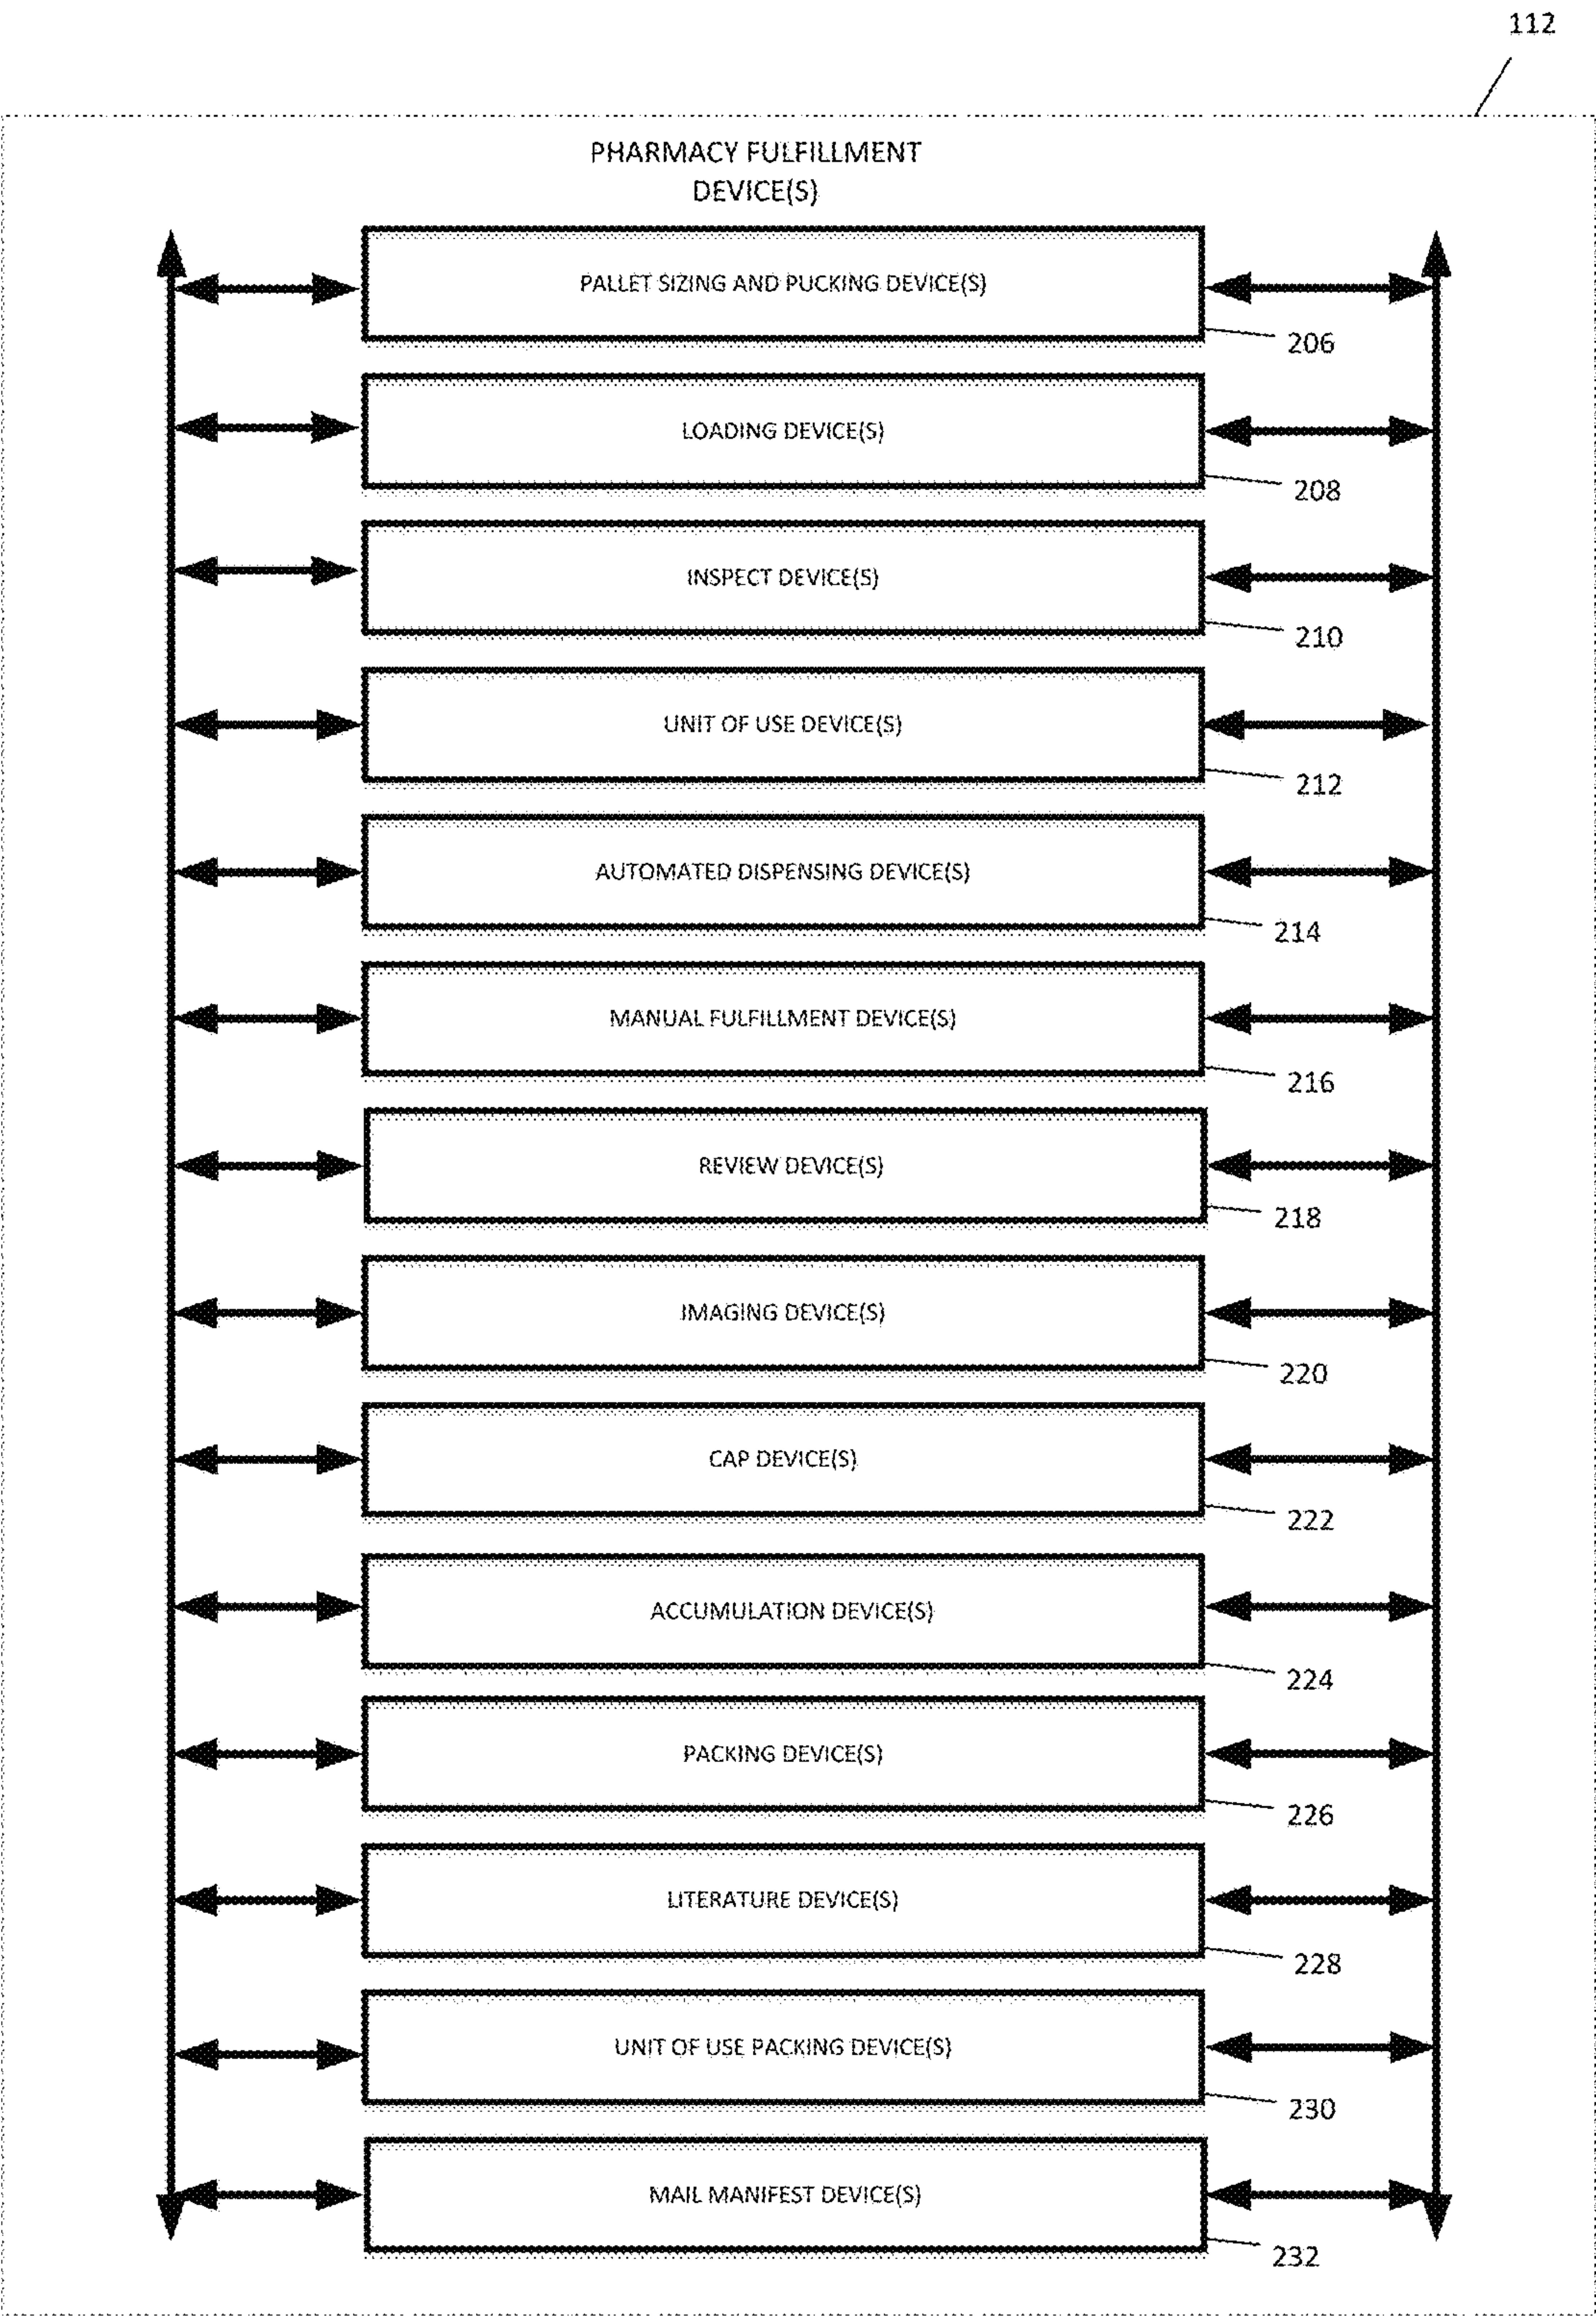 112
PHARMACY FULFILLMENT
DEVICE(S)
PALLET SIZING AND PUCKING DEVICE(S)
206
LOADING DEVICE(S)
208
INSPECT DEVICE(S)
210
UNIT OF USE DEVICE(S)
212
AUTOMATED DISPENSING DEVICE(S)
214
MANUAL FULFILLMENT DEVICE(S)
216
REVIEW DEVICE(S)
218
IMAGING DEVICE(S)
220
CAP DEVICE(S)
222
ACCUMULATION DEVICE(S)
224
PACKING DEVICE(S)
226
LITERATURE DEVICE(S)
228
UNIT OF USE PACKING DEVICE(S)
230
MAIL MANIFEST DEVICE(S)
232